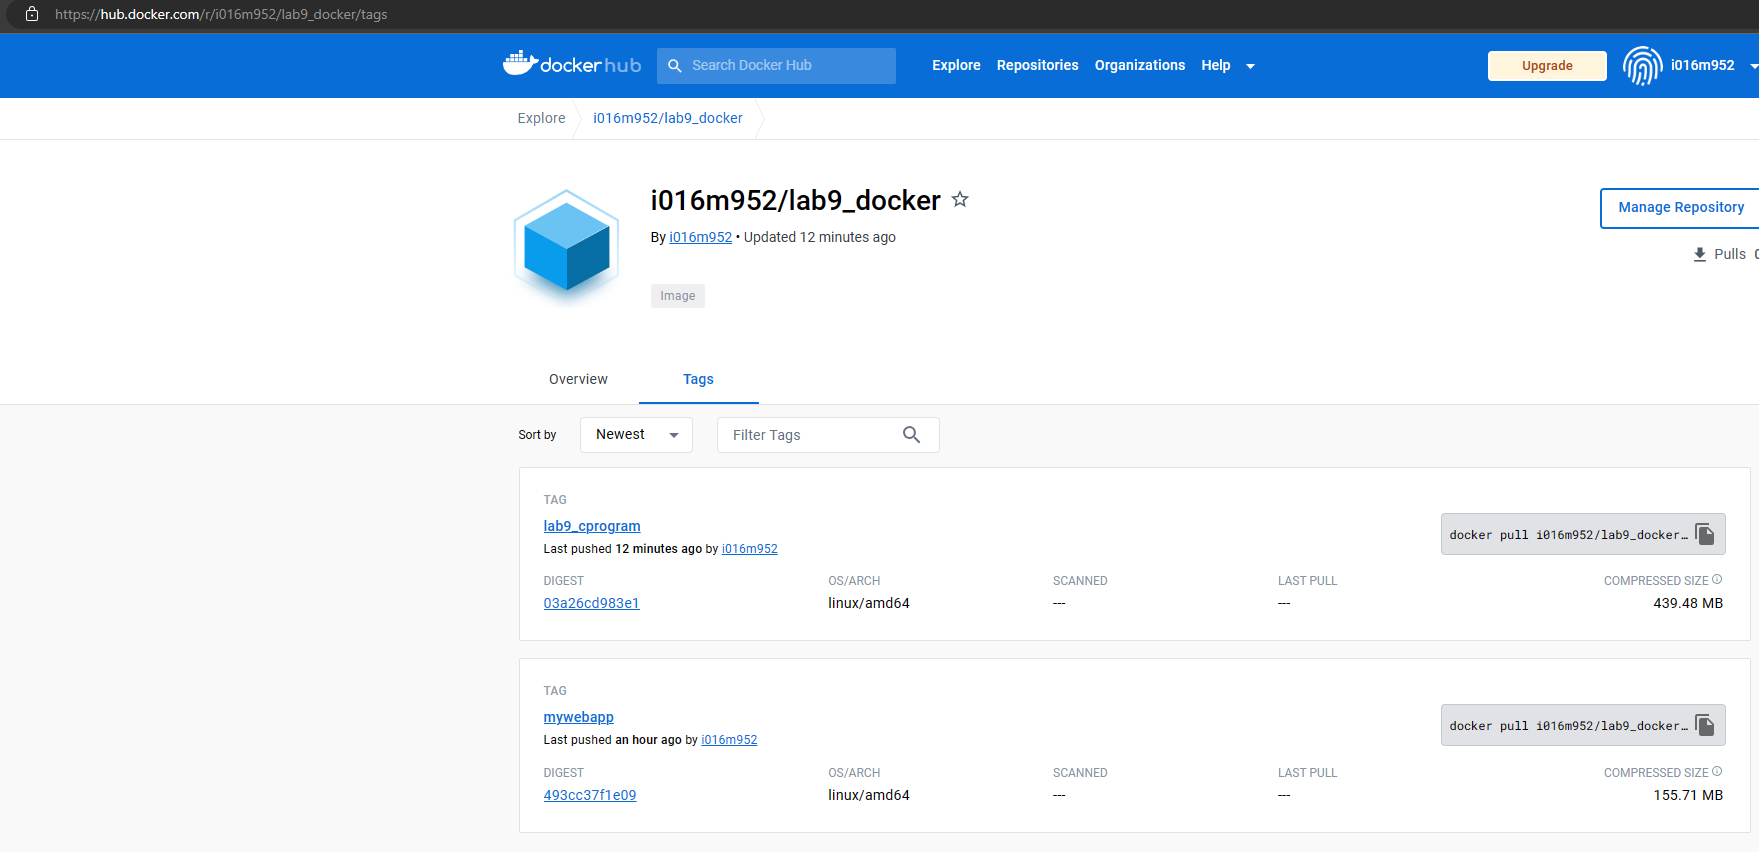 https://hub.docker.com/r/i016m952/lab9_docker/tags
docker hub
Search Docker Hub
Explore
Repositories
Organizations
Help
Upgrade
i016m952
Explore
i016m952/lab9_docker
i016m952/lab9_docker
Manage Repository
By i016m952 • Updated 12 minutes ago
Pulls
Image
Overview
Tags
Sort by
Newest
Filter Tags
TAG
lab9_cprogram
Last pushed 12 minutes ago by i016m952
docker pull i016m952/lab9_docker…
DIGEST
OS/ARCH
SCANNED
LAST PULL
COMPRESSED SIZE
03a26cd983e1
linux/amd64
---
---
439.48 MB
TAG
mywebapp
Last pushed an hour ago by i016m952
docker pull i016m952/lab9_docker…
DIGEST
OS/ARCH
SCANNED
LAST PULL
COMPRESSED SIZE
493cc37f1e09
linux/amd64
---
---
155.71 MB